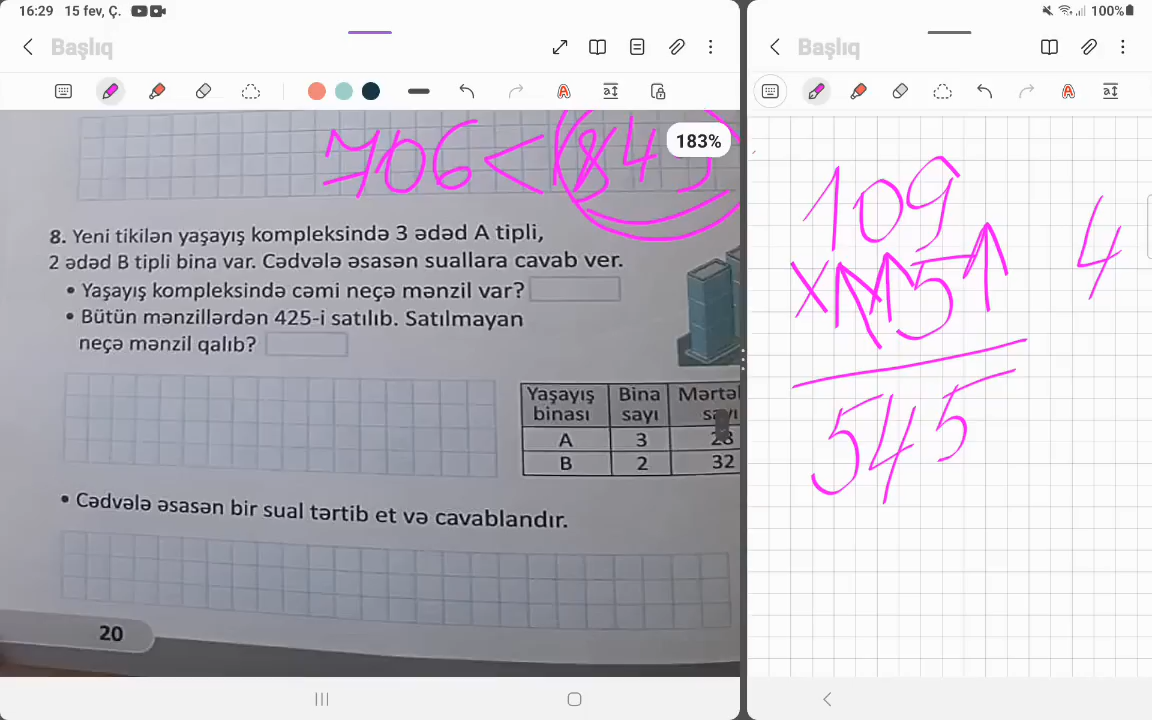 16:29 15 fev, Ç.
100%
Başlıq
Başlıq
183%
706 < (84
8. Yeni tikilən yaşayış kompleksində 3 ədəd A tipli,
2 ədəd B tipli bina var. Cədvələ əsasən suallara cavab ver.
• Yaşayış kompleksində cəmi neçə mənzil var?
• Bütün mənzillərdən 425-i satılıb. Satılmayan
neçə mənzil qalıb?
Yaşayış binası Bina sayı
A 3 28
B 2 32
• Cədvələ əsasən bir sual tərtib et və cavablandır.
20
109
4
x 5
545